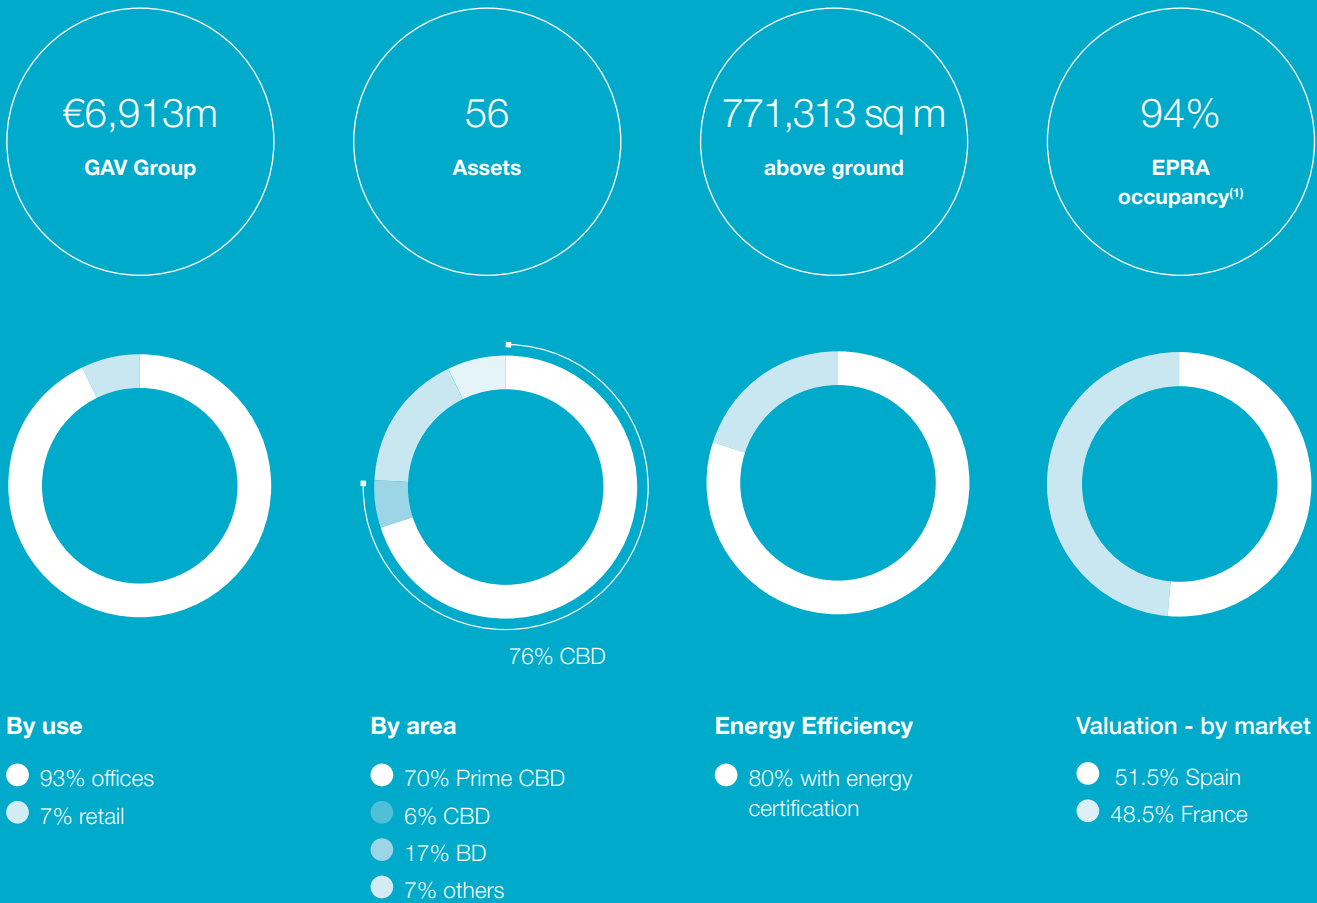 €6,913m
GAV Group
56
Assets
771,313 sq m
above ground
94%
EPRA
occupancy(1)
76% CBD
By use
93% offices
7% retail
By area
70% Prime CBD
6% CBD
17% BD
7% others
Energy Efficiency
80% with energy
certification
Valuation - by market
51.5% Spain
48.5% France